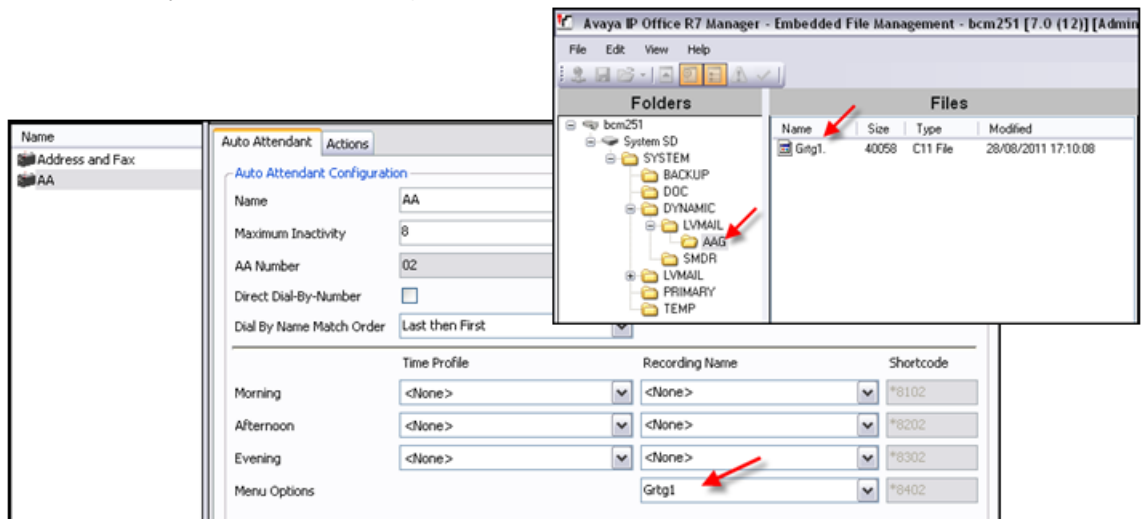 Avaya IP Office R7 Manager - Embedded File Management - bcm251 [7.0 (12)] [Admin
File Edit View Help
Folders
Files
bcm251
System SD
SYSTEM
BACKUP
DOC
DYNAMIC
LVMAIL
AAG
SMDR
LVMAIL
PRIMARY
TEMP
Name Size Type Modified
Grtg1. 40058 C11 File 28/08/2011 17:10:08
Name
Address and Fax
AA
Auto Attendant Actions
Auto Attendant Configuration
Name AA
Maximum Inactivity 8
AA Number 02
Direct Dial-By-Number
Dial By Name Match Order Last then First
Time Profile Recording Name Shortcode
Morning <None> <None> *8102
Afternoon <None> <None> *8202
Evening <None> <None> *8302
Menu Options Grtg1 *8402